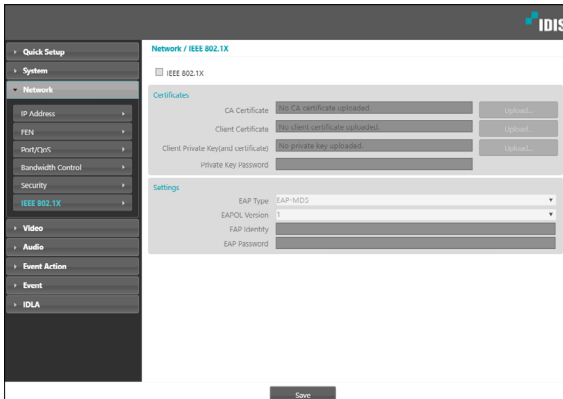 IDIS
Quick Setup
System
Network
IP Address
FEN
Port/QoS
Bandwidth Control
Security
IEEE 802.1X
Video
Audio
Event Action
Event
IDLA
Network / IEEE 802.1X
IEEE 802.1X
Certificates
CA Certificate No CA certificate uploaded. Upload...
Client Certificate No client certificate uploaded. Upload...
Client Private Key(and certificate) No private key uploaded. Upload...
Private Key Password
Settings
EAP Type EAP-MD5
EAPOL Version 1
EAP Identity
EAP Password
Save